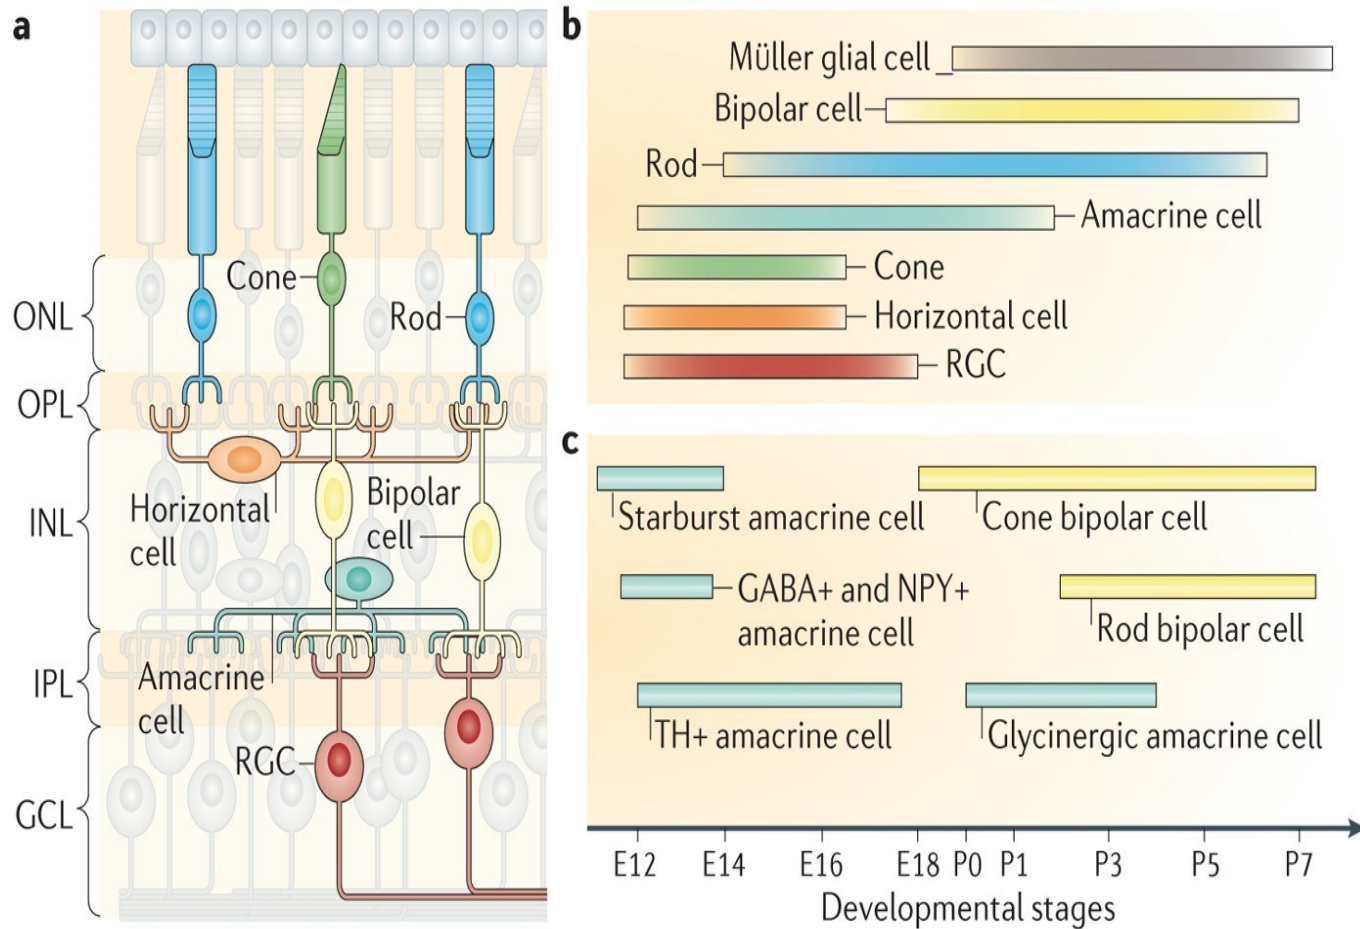 a
Cone
Rod
ONL
OPL
INL
IPL
GCL
Horizontal
cell
Bipolar
cell
Amacrine
cell
RGC
b
Müller glial cell
Bipolar cell
Rod
Amacrine cell
Cone
Horizontal cell
RGC
c
Starburst amacrine cell
Cone bipolar cell
GABA+ and NPY+
amacrine cell
Rod bipolar cell
TH+ amacrine cell
Glycinergic amacrine cell
E12 E14 E16 E18 P0 P1 P3 P5 P7
Developmental stages